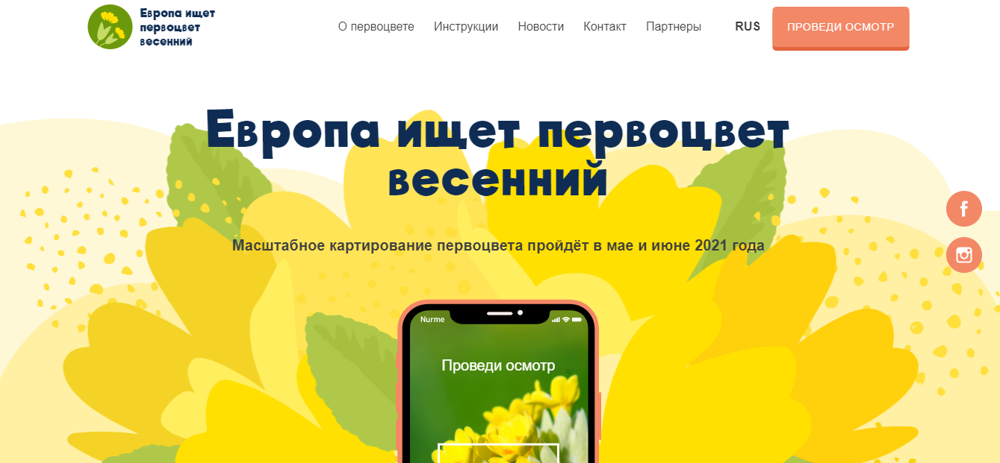 Европа ищет
первоцвет
весенний
О первоцвете Инструкции Новости Контакт Партнеры RUS ПРОВЕДИ ОСМОТР
Европа ищет первоцвет
весенний
Масштабное картирование первоцвета пройдёт в мае и июне 2021 года
Nurme
Проведи осмотр